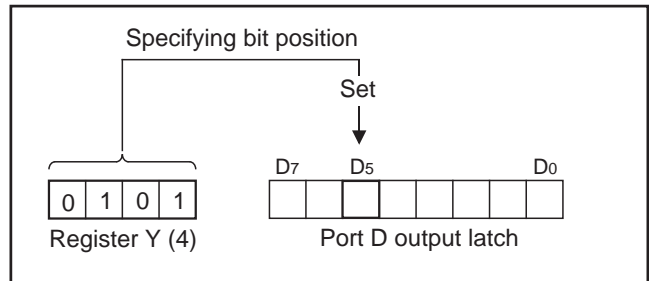 Specifying bit position
Set
D7 D5 D0
0 1 0 1
Register Y (4) Port D output latch